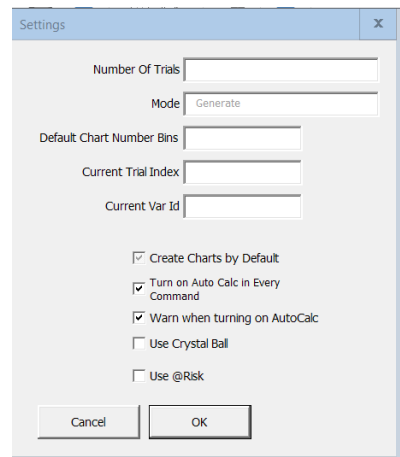 Settings
x
Number Of Trials
Mode Generate
Default Chart Number Bins
Current Trial Index
Current Var Id
Create Charts by Default
Turn on Auto Calc in Every
Command
Warn when turning on AutoCalc
Use Crystal Ball
Use @Risk
Cancel OK